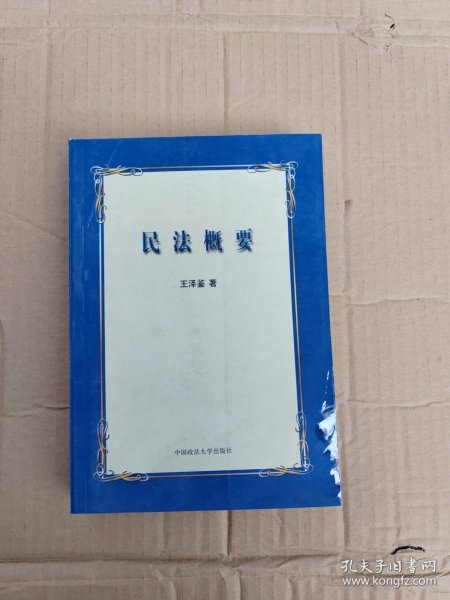 民法概要
王泽鉴 著
中国政法大学出版社
孔夫子旧书网
www.kongfz.com